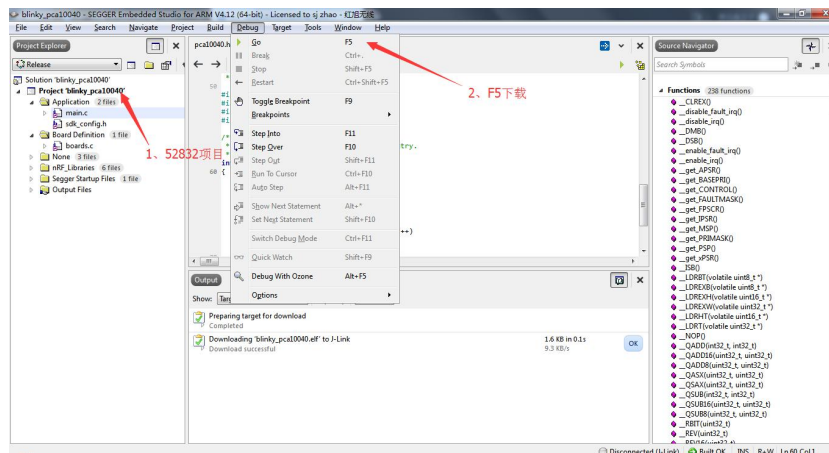 blinky_pca10040 - SEGGER Embedded Studio for ARM V4.12 (64-bit) - Licensed to sj zhao - 红旭无线
File Edit View Search Navigate Project Build Debug Target Tools Window Help
Project Explorer
Release
Solution 'blinky_pca10040'
Project 'blinky_pca10040'
Application 2 files
main.c
sdk_config.h
Board Definition 1 file
boards.c
None 3 files
nRF_Libraries 6 files
Segger Startup Files 1 file
Output Files
1、52832项目
pca10040.h
50
#i
#i
#i
#i
/*
try.
in
60 {
++)
Go F5
Break Ctrl+.
Stop Shift+F5
Restart Ctrl+Shift+F5
Toggle Breakpoint F9
Breakpoints
Step Into F11
Step Over F10
Step Out Shift+F11
Run To Cursor Ctrl+F10
Auto Step Alt+F11
Show Next Statement Alt+*
Set Next Statement Shift+F10
Switch Debug Mode Ctrl+F11
Quick Watch Shift+F9
Debug With Ozone Alt+F5
Options
2、F5下载
Output
Show:
Preparing target for download
Completed
Downloading 'blinky_pca10040.elf' to J-Link 1.6 KB in 0.1s
Download successful 9.3 KB/s
OK
Source Navigator
Search Symbols
Functions 238 functions
__CLREX()
__disable_fault_irq()
__disable_irq()
__DMB()
__DSB()
__enable_fault_irq()
__enable_irq()
__get_APSR()
__get_BASEPRI()
__get_CONTROL()
__get_FAULTMASK()
__get_FPSCR()
__get_IPSR()
__get_MSP()
__get_PRIMASK()
__get_PSP()
__get_xPSR()
__ISB()
__LDRBT(volatile uint8_t *)
__LDREXB(volatile uint8_t *)
__LDREXH(volatile uint16_t *)
__LDREXW(volatile uint32_t *)
__LDRHT(volatile uint16_t *)
__LDRT(volatile uint32_t *)
__NOP()
__QADD(int32_t, int32_t)
__QADD16(uint32_t, uint32_t)
__QADD8(uint32_t, uint32_t)
__QASX(uint32_t, uint32_t)
__QSAX(uint32_t, uint32_t)
__QSUB(int32_t, int32_t)
__QSUB16(uint32_t, uint32_t)
__QSUB8(uint32_t, uint32_t)
__RBIT(uint32_t)
__REV(uint32_t)
__REV16(uint32_t)
Disconnected (J-Link) Built OK INS R+W Ln 60 Col 1